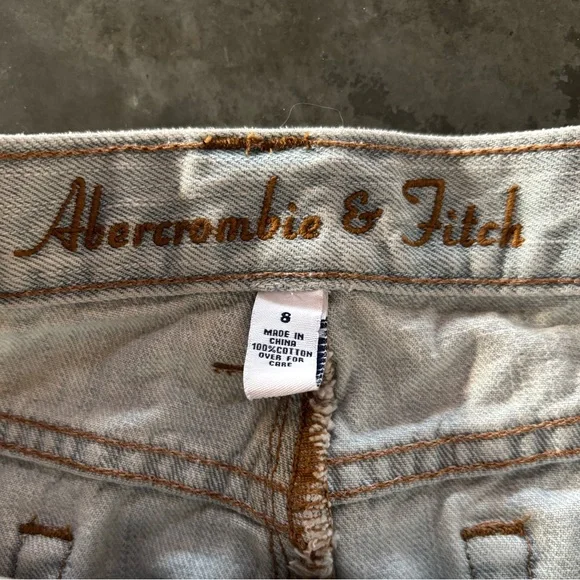 Abercrombie & Fitch
8
MADE IN
CHINA
100%COTTON
OVER FOR
CARE